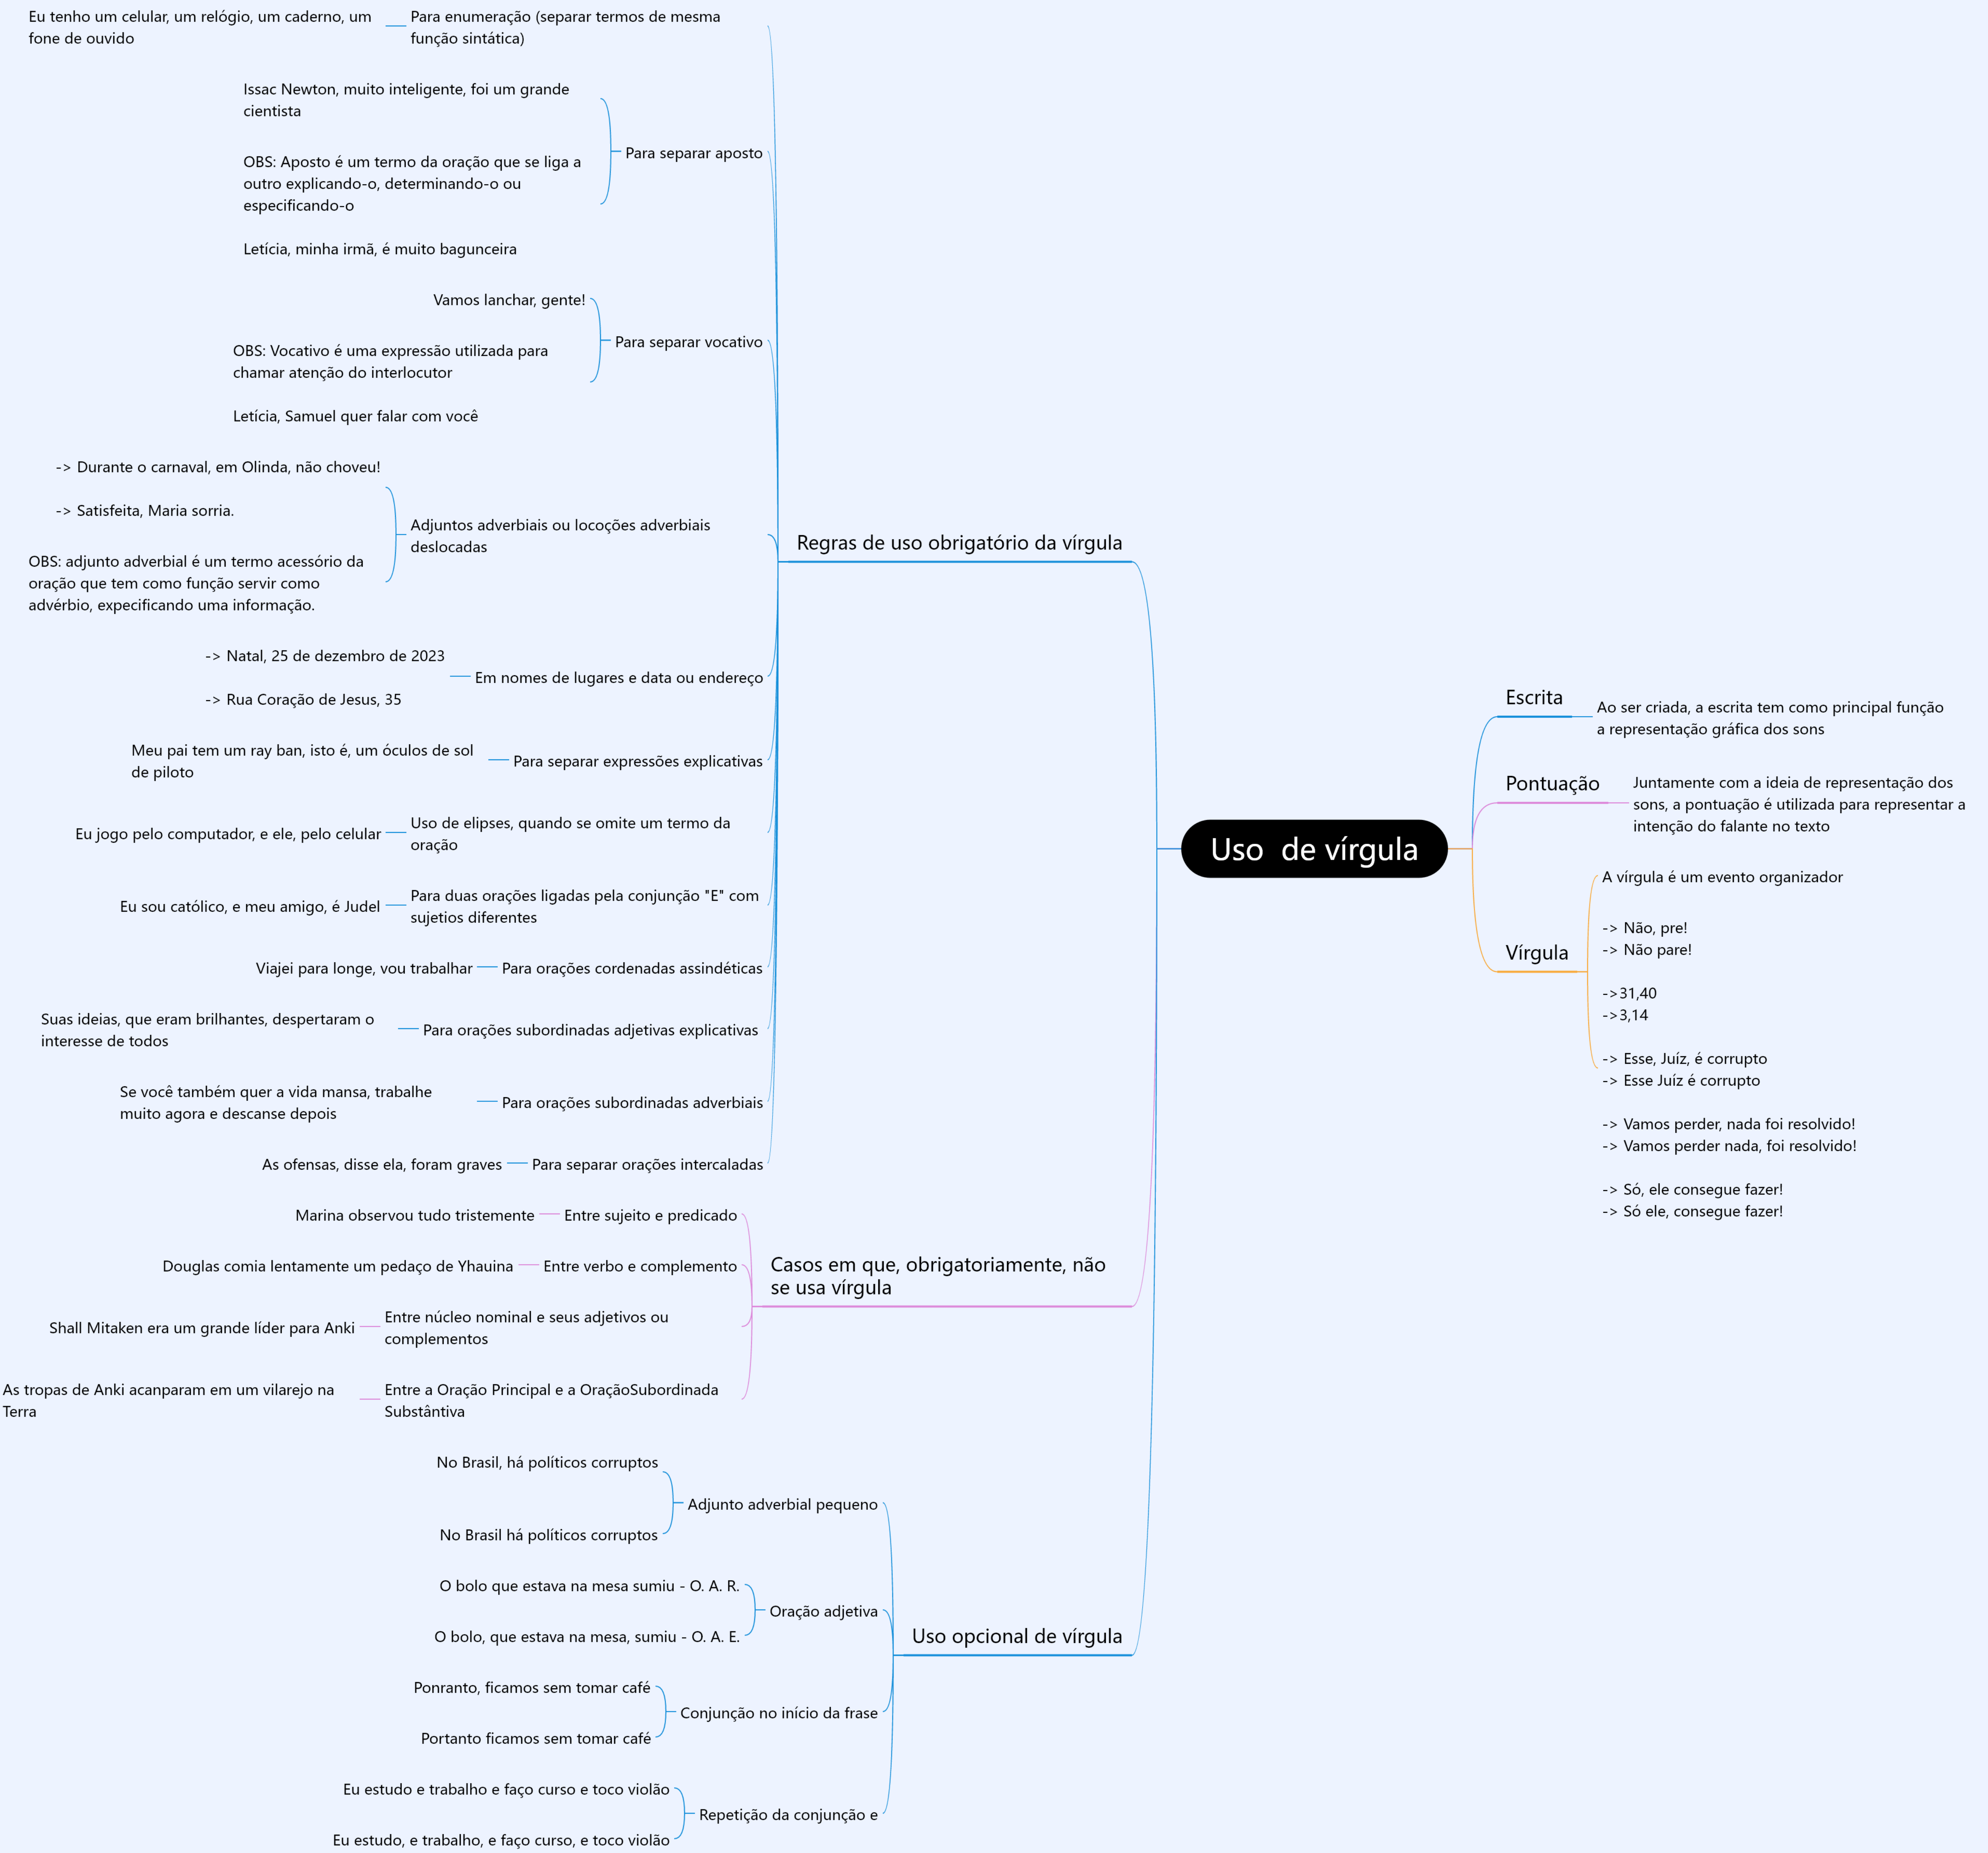 Uso  de vírgula
Escrita
Ao ser criada, a escrita tem como principal função
a representação gráfica dos sons
Pontuação
Juntamente com a ideia de representação dos
sons, a pontuação é utilizada para representar a
intenção do falante no texto
Vírgula
A vírgula é um evento organizador
-> Não, pre!
-> Não pare!
->31,40
->3,14
-> Esse, Juíz, é corrupto
-> Esse Juíz é corrupto
-> Vamos perder, nada foi resolvido!
-> Vamos perder nada, foi resolvido!
-> Só, ele consegue fazer!
-> Só ele, consegue fazer!
Regras de uso obrigatório da vírgula
Para enumeração (separar termos de mesma
função sintática)
Eu tenho um celular, um relógio, um caderno, um
fone de ouvido
Para separar aposto
Issac Newton, muito inteligente, foi um grande
cientista
OBS: Aposto é um termo da oração que se liga a
outro explicando-o, determinando-o ou
especificando-o
Letícia, minha irmã, é muito bagunceira
Para separar vocativo
Vamos lanchar, gente!
OBS: Vocativo é uma expressão utilizada para
chamar atenção do interlocutor
Letícia, Samuel quer falar com você
Adjuntos adverbiais ou locoções adverbiais
deslocadas
-> Durante o carnaval, em Olinda, não choveu!
-> Satisfeita, Maria sorria.
OBS: adjunto adverbial é um termo acessório da
oração que tem como função servir como
advérbio, expecificando uma informação.
Em nomes de lugares e data ou endereço
-> Natal, 25 de dezembro de 2023
-> Rua Coração de Jesus, 35
Para separar expressões explicativas
Meu pai tem um ray ban, isto é, um óculos de sol
de piloto
Uso de elipses, quando se omite um termo da
oração
Eu jogo pelo computador, e ele, pelo celular
Para duas orações ligadas pela conjunção "E" com
sujetios diferentes
Eu sou católico, e meu amigo, é Judel
Para orações cordenadas assindéticas
Viajei para longe, vou trabalhar
Para orações subordinadas adjetivas explicativas
Suas ideias, que eram brilhantes, despertaram o
interesse de todos
Para orações subordinadas adverbiais
Se você também quer a vida mansa, trabalhe
muito agora e descanse depois
Para separar orações intercaladas
As ofensas, disse ela, foram graves
Casos em que, obrigatoriamente, não
se usa vírgula
Entre sujeito e predicado
Marina observou tudo tristemente
Entre verbo e complemento
Douglas comia lentamente um pedaço de Yhauina
Entre núcleo nominal e seus adjetivos ou
complementos
Shall Mitaken era um grande líder para Anki
Entre a Oração Principal e a OraçãoSubordinada
Substântiva
As tropas de Anki acanparam em um vilarejo na
Terra
Uso opcional de vírgula
Adjunto adverbial pequeno
No Brasil, há políticos corruptos
No Brasil há políticos corruptos
Oração adjetiva
O bolo que estava na mesa sumiu - O. A. R.
O bolo, que estava na mesa, sumiu - O. A. E.
Conjunção no início da frase
Ponranto, ficamos sem tomar café
Portanto ficamos sem tomar café
Repetição da conjunção e
Eu estudo e trabalho e faço curso e toco violão
Eu estudo, e trabalho, e faço curso, e toco violão